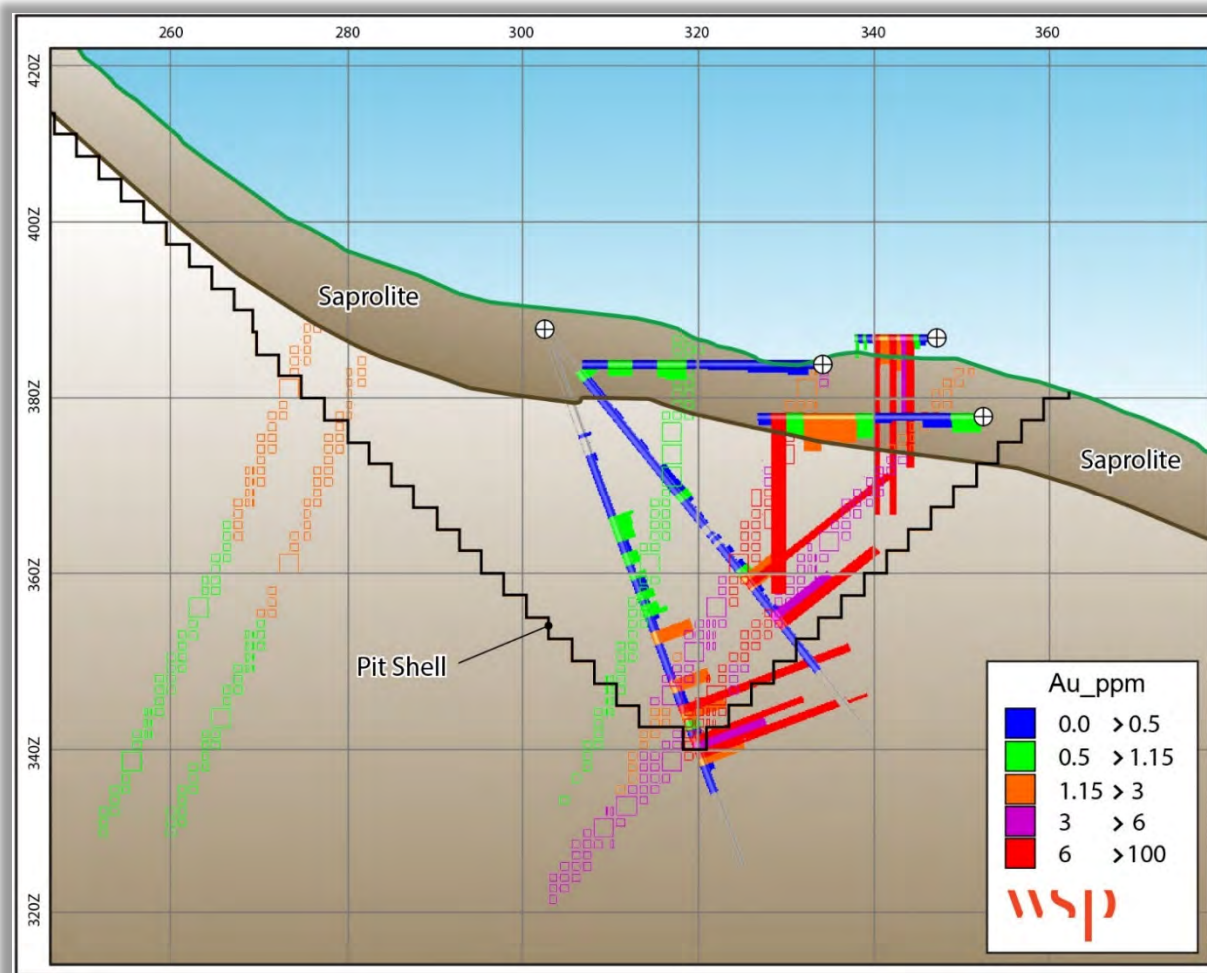 260 280 300 320 340 360
420Z
400Z
380Z
360Z
340Z
320Z
Saprolite
Saprolite
Pit Shell
Au_ppm
0.0 >0.5
0.5 >1.15
1.15 >3
3 >6
6 >100
wsp